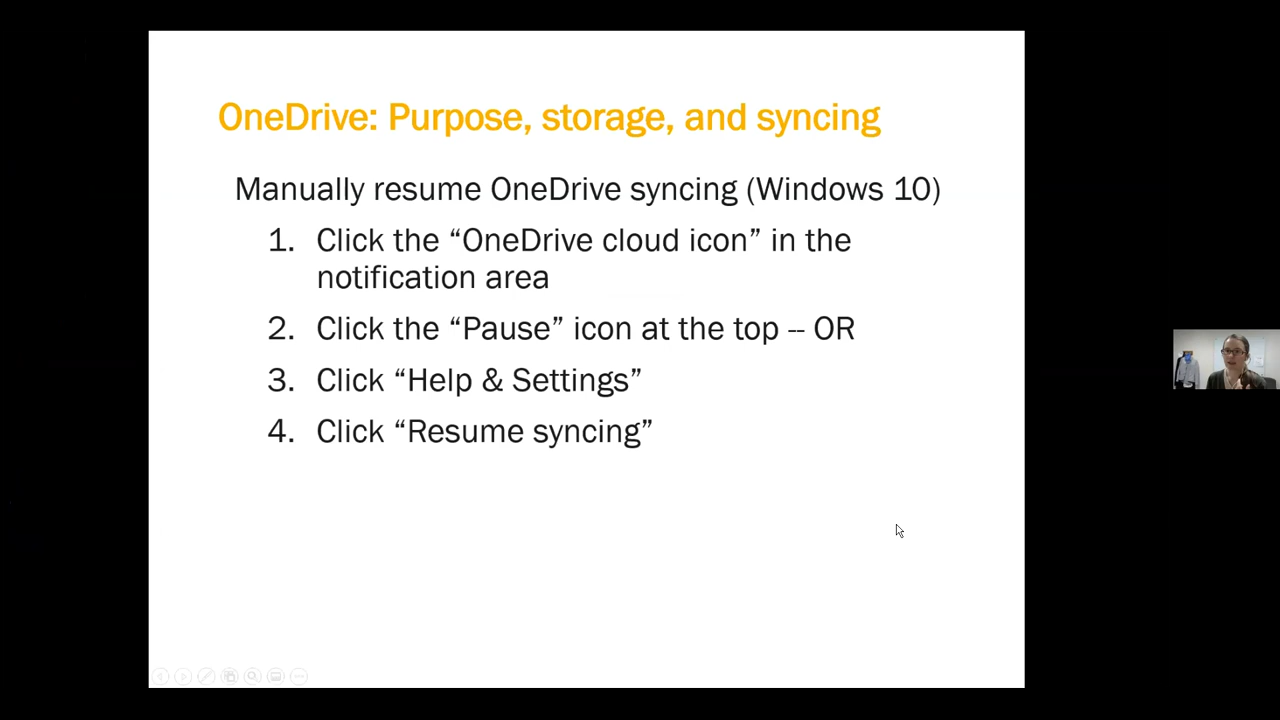 OneDrive: Purpose, storage, and syncing
Manually resume OneDrive syncing (Windows 10)
1. Click the “OneDrive cloud icon” in the
notification area
2. Click the “Pause” icon at the top -- OR
3. Click “Help & Settings”
4. Click “Resume syncing”